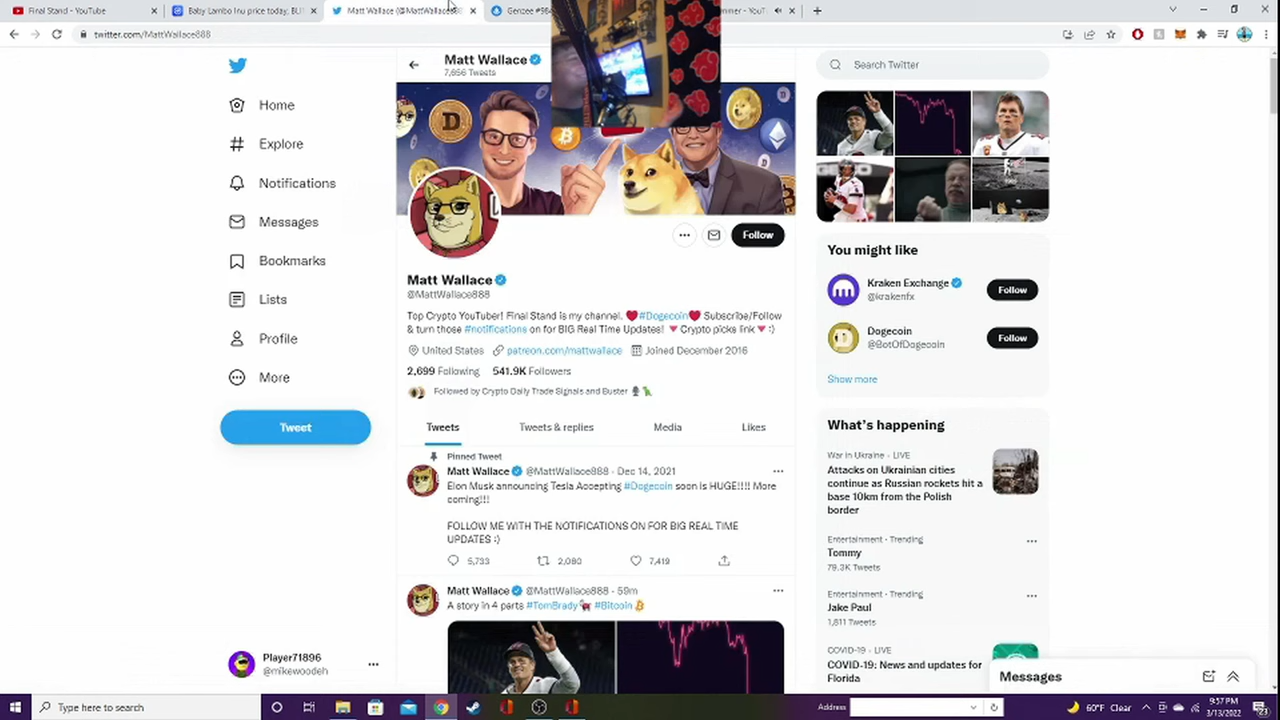 Final Stand - YouTube
Baby Lambo Inu price today, BL
Matt Wallace (@MattWallace88
Genzee #98
mmer - YouT
twitter.com/MattWallace888
Matt Wallace
7,656 Tweets
Search Twitter
Home
Explore
Notifications
Messages
Bookmarks
Lists
Profile
More
Tweet
Player71896
@mikewoodeh
Follow
Matt Wallace
@MattWallace888
Top Crypto YouTuber! Final Stand is my channel. ❤️#Dogecoin❤️ Subscribe/Follow
& turn those #notifications on for BIG Real Time Updates! 🔻Crypto picks link🔻 :)
United States patreon.com/mattwallace Joined December 2016
2,699 Following 541.9K Followers
Followed by Crypto Daily Trade Signals and Buster
Tweets Tweets & replies Media Likes
Pinned Tweet
Matt Wallace @MattWallace888 · Dec 14, 2021
Elon Musk announcing Tesla Accepting #Dogecoin soon is HUGE!!!! More
coming!!!
FOLLOW ME WITH THE NOTIFICATIONS ON FOR BIG REAL TIME
UPDATES :)
5,733 2,080 7,419
Matt Wallace @MattWallace888 · 59m
A story in 4 parts #TomBrady #Bitcoin
You might like
Kraken Exchange
@krakenfx
Follow
Dogecoin
@BotOfDogecoin
Follow
Show more
What's happening
War in Ukraine · LIVE
Attacks on Ukrainian cities
continue as Russian rockets hit a
base 10km from the Polish
border
Entertainment · Trending
Tommy
79.3K Tweets
Entertainment · Trending
Jake Paul
1,811 Tweets
COVID-19 · LIVE
COVID-19: News and updates for
Florida
Messages
Type here to search
Address
60°F Clear
9:57 PM
3/13/2022